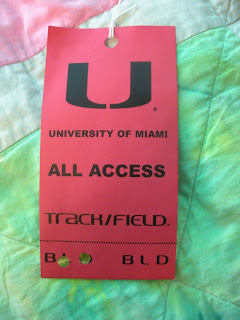 U®
UNIVERSITY OF MIAMI
ALL ACCESS
TRACK/FIELD®
BLD